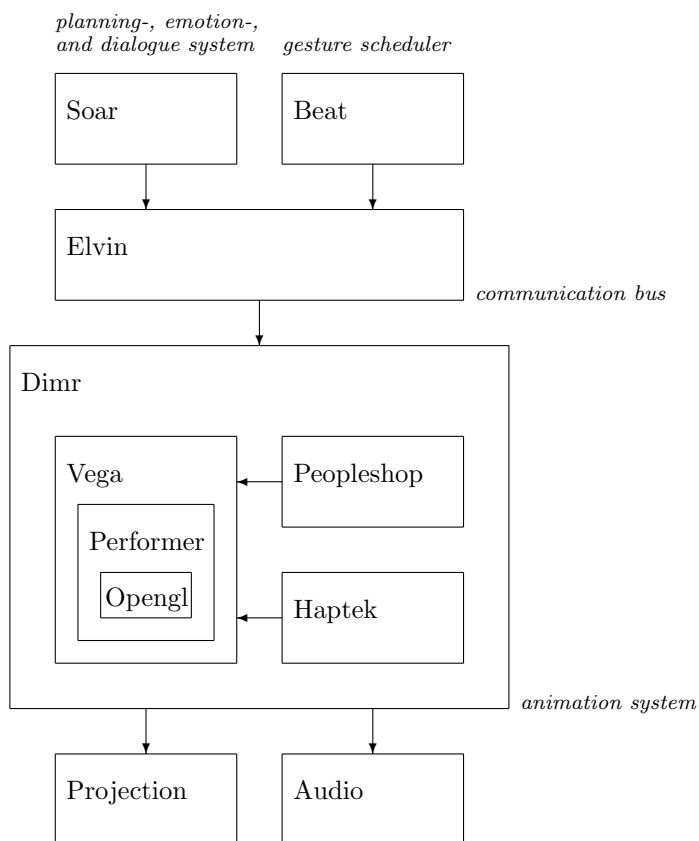 planning-, emotion-,
and dialogue system
gesture scheduler
Soar
Beat
Elvin
communication bus
Dimr
Vega
Peopleshop
Performer
Opengl
Haptek
animation system
Projection
Audio